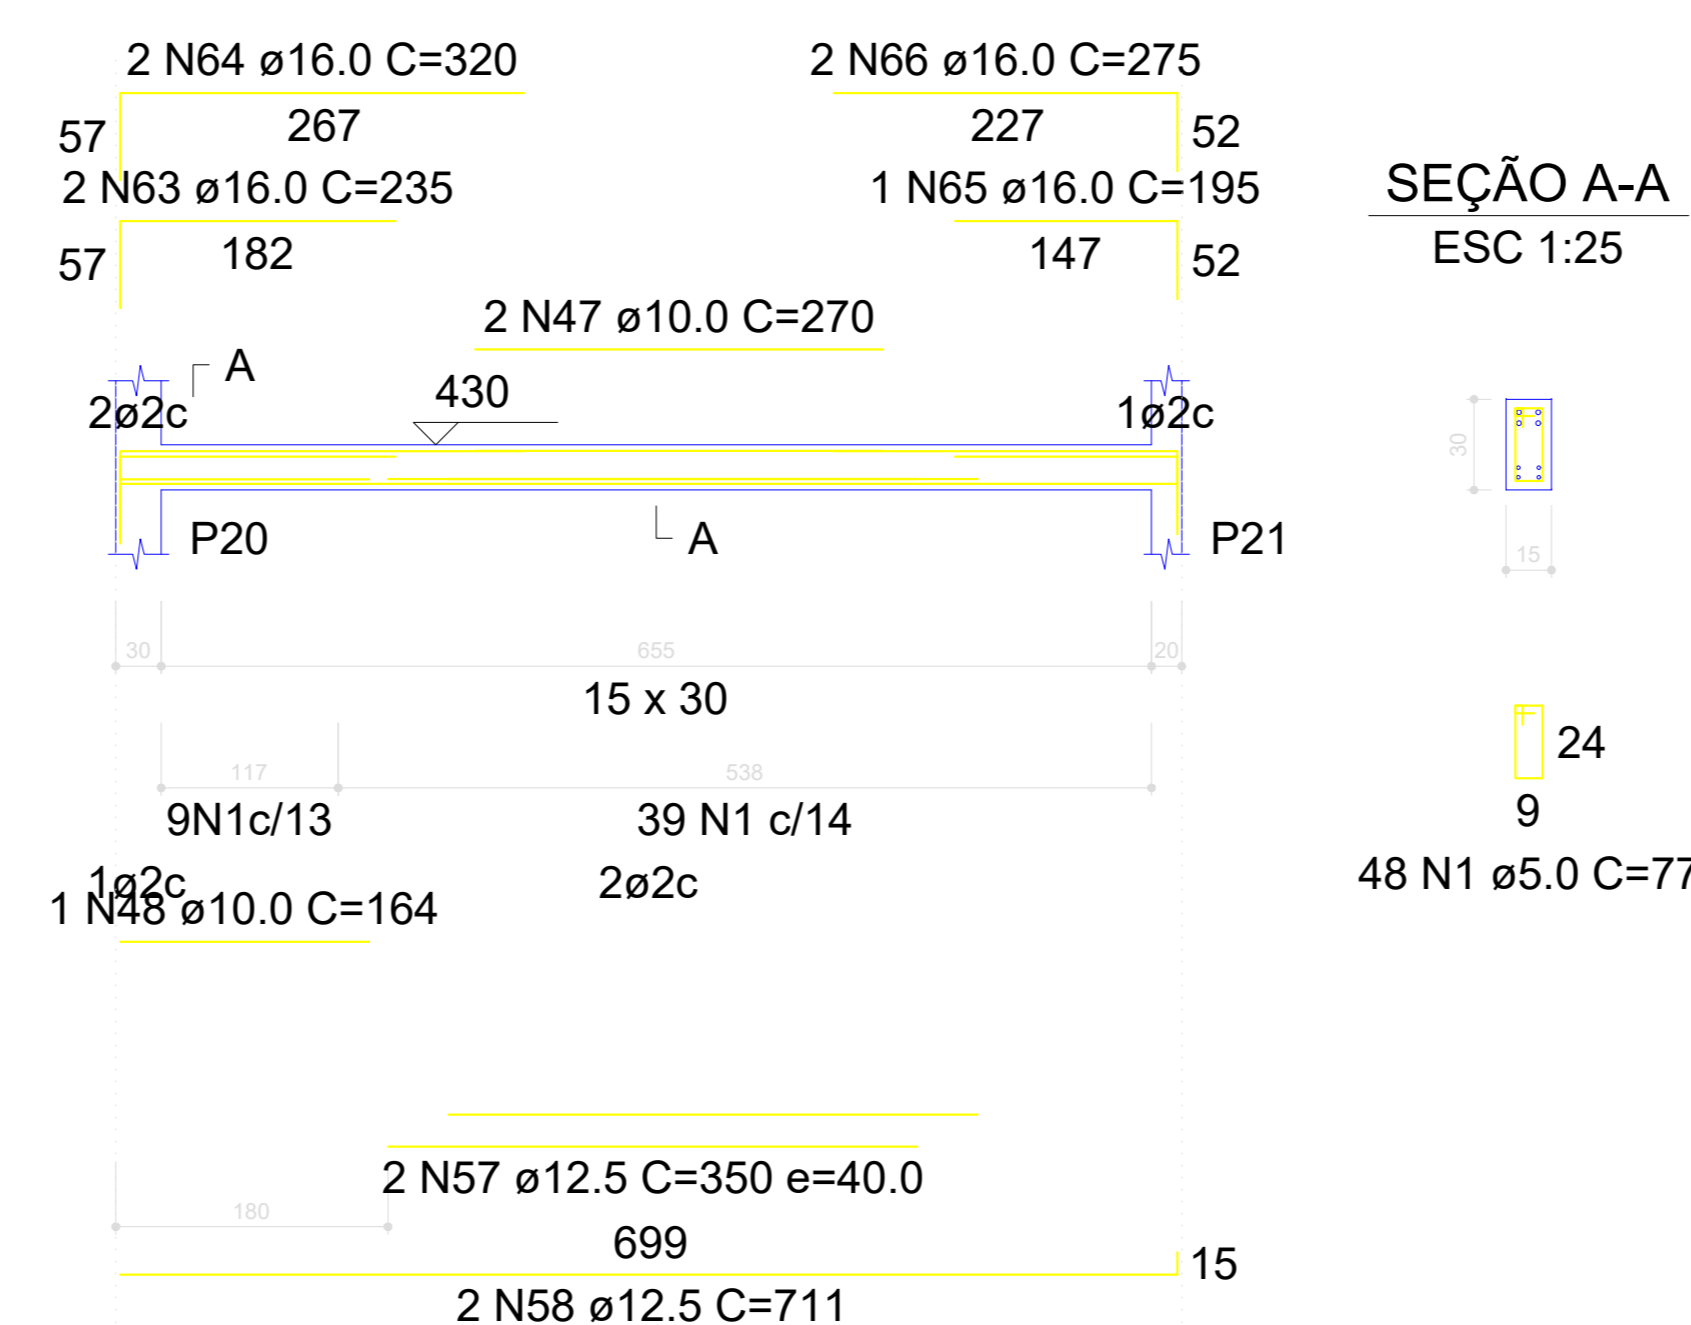 2 N64 ø16.0 C=320
2 N66 ø16.0 C=275
57
267
227
52
2 N63 ø16.0 C=235
1 N65 ø16.0 C=195
SEÇÃO A-A
ESC 1:25
57
182
147
52
2 N47 ø10.0 C=270
A
430
2ø2c
1ø2c
30
P20
A
P21
15
30
655
20
15 x 30
24
117
538
9N1c/13
39 N1 c/14
9
1ø2c
2ø2c
48 N1 ø5.0 C=77
1 N48 ø10.0 C=164
2 N57 ø12.5 C=350 e=40.0
180
699
15
2 N58 ø12.5 C=711